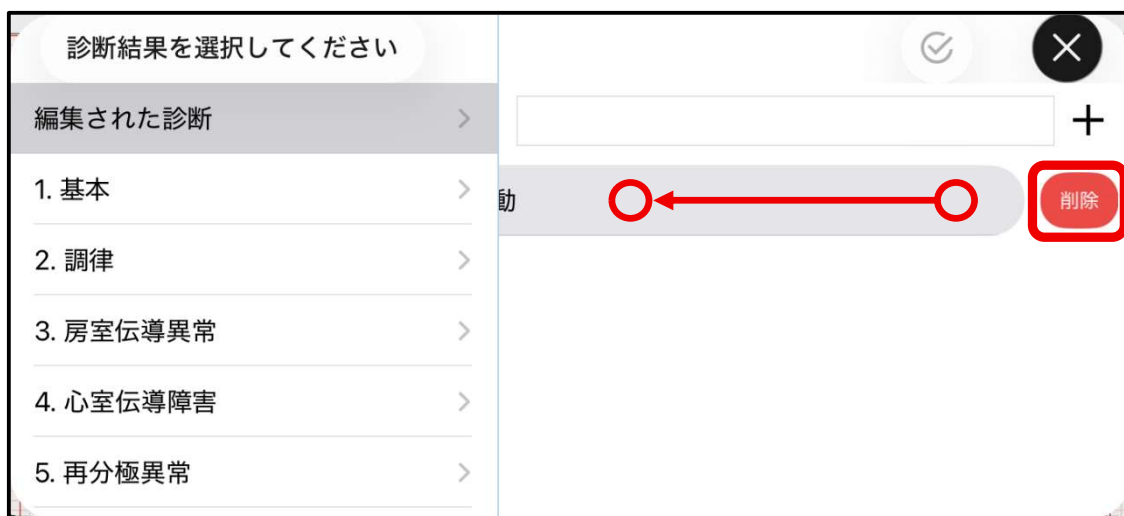 診断結果を選択してください
編集された診断
1. 基本
動
削除
2. 調律
3. 房室伝導異常
4. 心室伝導障害
5. 再分極異常